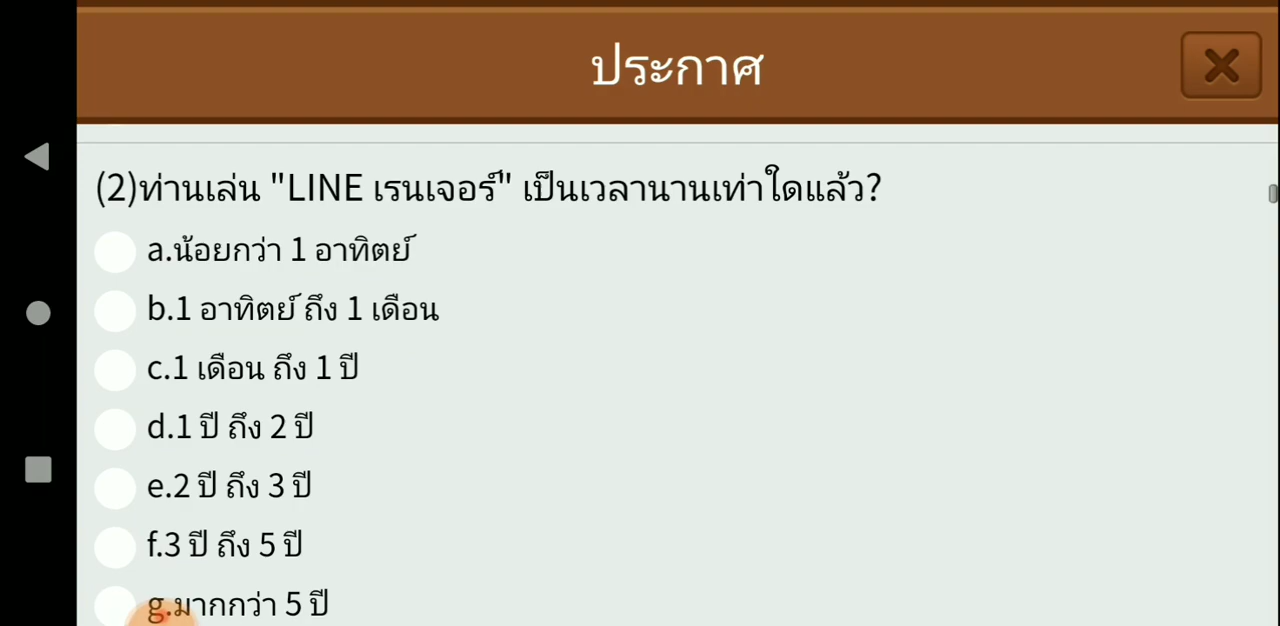 ประกาศ
(2)ท่านเล่น "LINE เรนเจอร์" เป็นเวลานานเท่าใดแล้ว?
a.น้อยกว่า 1 อาทิตย์
b.1 อาทิตย์ ถึง 1 เดือน
c.1 เดือน ถึง 1 ปี
d.1 ปี ถึง 2 ปี
e.2 ปี ถึง 3 ปี
f.3 ปี ถึง 5 ปี
g.มากกว่า 5 ปี